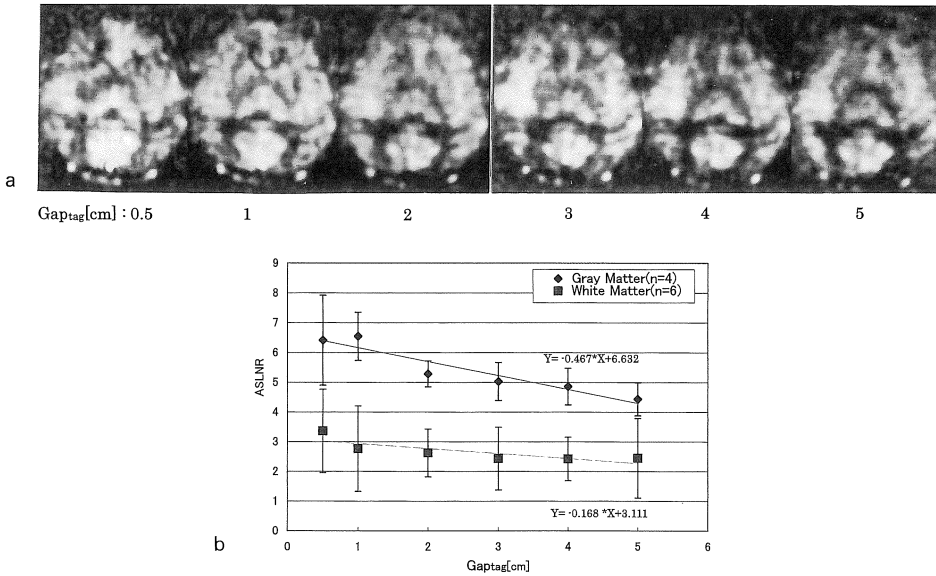 a
Gaptag[cm] : 0.5 1 2 3 4 5
9
8
7
6
5
4
3
2
1
0
ASLNR
Gray Matter(n=4)
White Matter(n=6)
Y= -0.467*X+6.632
Y= -0.168 *X+3.111
b
0 1 2 3 4 5 6
Gaptag[cm]